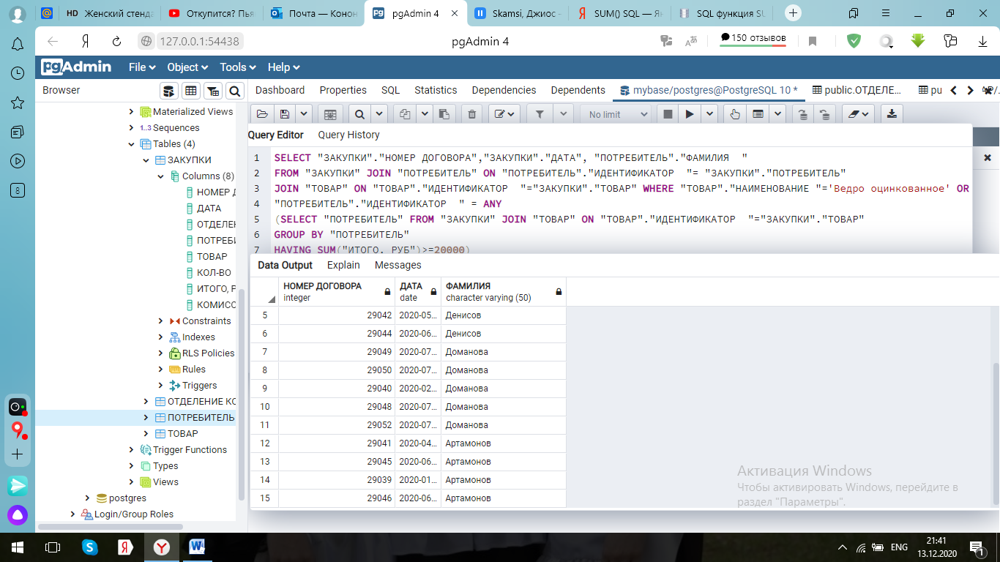 HD Женский стенда
Откупится? Пья
Почта — Конон
pgAdmin 4
Skamsi, Джиос -
SUM() SQL — Ян
SQL функция SU
127.0.0.1:54438
pgAdmin 4
150 отзывов
pgAdmin
File Object Tools Help
Browser
Dashboard Properties SQL Statistics Dependencies Dependents mybase/postgres@PostgreSQL 10 * public.ОТДЕЛЕ... pu
No limit
Query Editor Query History
1 SELECT "ЗАКУПКИ"."НОМЕР ДОГОВОРА","ЗАКУПКИ"."ДАТА", "ПОТРЕБИТЕЛЬ"."ФАМИЛИЯ  "
2 FROM "ЗАКУПКИ" JOIN "ПОТРЕБИТЕЛЬ" ON "ПОТРЕБИТЕЛЬ"."ИДЕНТИФИКАТОР  "= "ЗАКУПКИ"."ПОТРЕБИТЕЛЬ"
3 JOIN "ТОВАР" ON "ТОВАР"."ИДЕНТИФИКАТОР  "="ЗАКУПКИ"."ТОВАР" WHERE "ТОВАР"."НАИМЕНОВАНИЕ "='Ведро оцинкованное' OR
4 "ПОТРЕБИТЕЛЬ"."ИДЕНТИФИКАТОР  " = ANY
5 (SELECT "ПОТРЕБИТЕЛЬ" FROM "ЗАКУПКИ" JOIN "ТОВАР" ON "ТОВАР"."ИДЕНТИФИКАТОР  "="ЗАКУПКИ"."ТОВАР"
6 GROUP BY "ПОТРЕБИТЕЛЬ"
7 HAVING SUM("ИТОГО, РУБ")>=20000)
Materialized Views
1..3 Sequences
Tables (4)
ЗАКУПКИ
Columns (8)
НОМЕР Д
ДАТА
ОТДЕЛЕН
ПОТРЕБИ
ТОВАР
КОЛ-ВО
ИТОГО, Р
КОМИСС
Constraints
Indexes
RLS Policies
Rules
Triggers
ОТДЕЛЕНИЕ КО
ПОТРЕБИТЕЛЬ
ТОВАР
Trigger Functions
Types
Views
postgres
Login/Group Roles
Data Output Explain Messages
НОМЕР ДОГОВОРА ДАТА ФАМИЛИЯ
integer date character varying (50)
5 29042 2020-05... Денисов
6 29044 2020-06... Денисов
7 29049 2020-07... Доманова
8 29050 2020-07... Доманова
9 29040 2020-02... Доманова
10 29048 2020-07... Доманова
11 29052 2020-07... Доманова
12 29041 2020-04... Артамонов
13 29045 2020-06... Артамонов
14 29039 2020-01... Артамонов
15 29046 2020-06... Артамонов
Активация Windows
Чтобы активировать Windows, перейдите в
раздел "Параметры".
8
ENG
21:41
13.12.2020
1